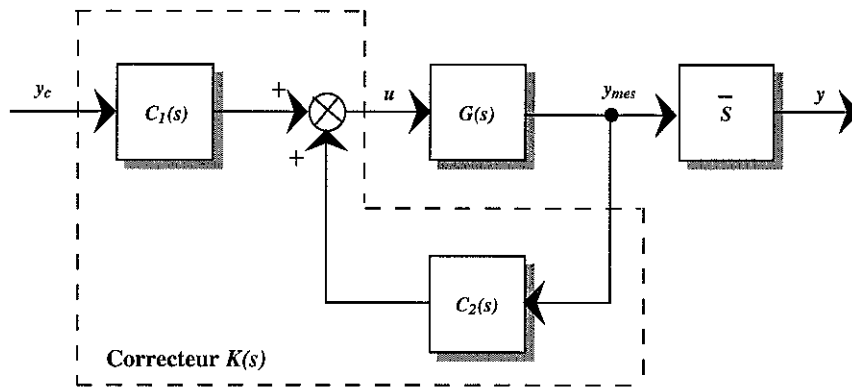 y_c
C_1(s)
+
+
u
G(s)
y_mes
S̅
y
C_2(s)
Correcteur K(s)